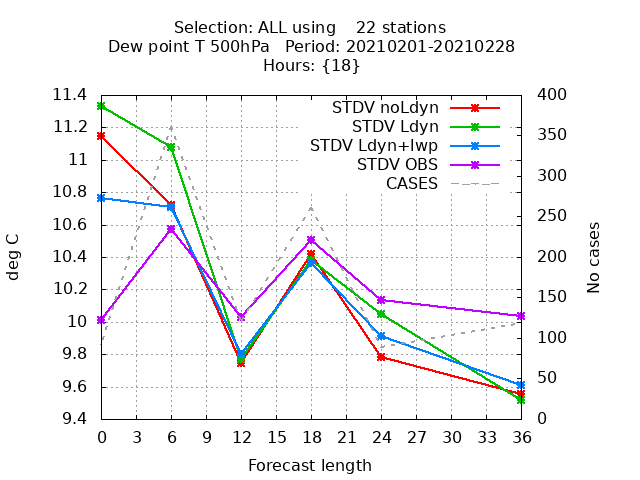 Selection: ALL using    22 stations
Dew point T 500hPa   Period: 20210201-20210228
Hours: {18}
STDV noLdyn
STDV Ldyn
STDV Ldyn+lwp
STDV OBS
CASES
deg C
11.4
11.2
11
10.8
10.6
10.4
10.2
10
9.8
9.6
9.4
No cases
400
350
300
250
200
150
100
50
0
0 3 6 9 12 15 18 21 24 27 30 33 36
Forecast length